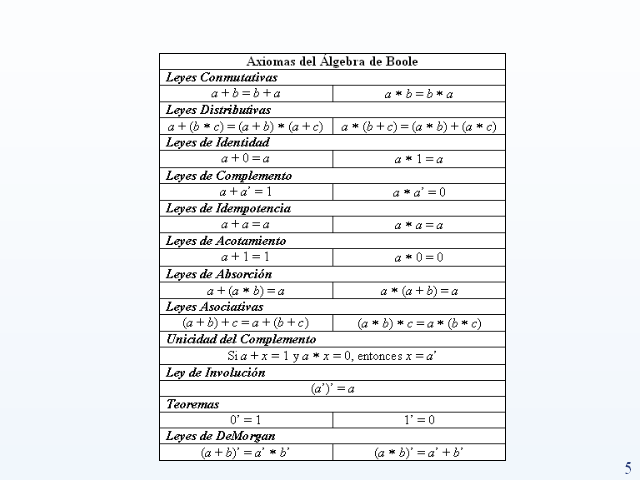 Axiomas del Álgebra de Boole
Leyes Conmutativas
a + b = b + a    a * b = b * a
Leyes Distributivas
a + (b * c) = (a + b) * (a + c)    a * (b + c) = (a * b) + (a * c)
Leyes de Identidad
a + 0 = a    a * 1 = a
Leyes de Complemento
a + a’ = 1    a * a’ = 0
Leyes de Idempotencia
a + a = a    a * a = a
Leyes de Acotamiento
a + 1 = 1    a * 0 = 0
Leyes de Absorción
a + (a * b) = a    a * (a + b) = a
Leyes Asociativas
(a + b) + c = a + (b + c)    (a * b) * c = a * (b * c)
Unicidad del Complemento
Si a + x = 1 y a * x = 0, entonces x = a’
Ley de Involución
(a’)’ = a
Teoremas
0’ = 1    1’ = 0
Leyes de DeMorgan
(a + b)’ = a’ * b’    (a * b)’ = a’ + b’
5